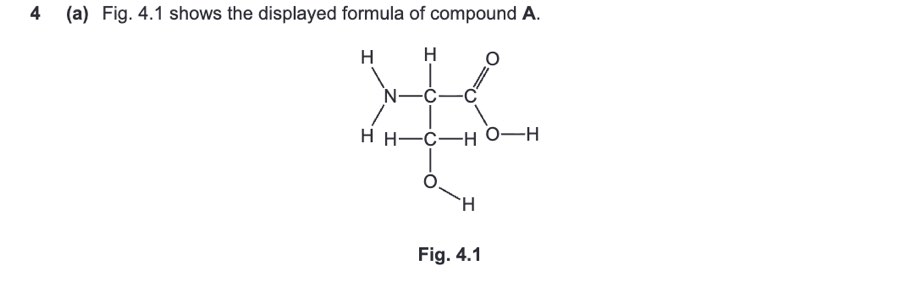 4 (a) Fig. 4.1 shows the displayed formula of compound A.
H H O
N—C—C
H H—C—H O—H
O
H
Fig. 4.1